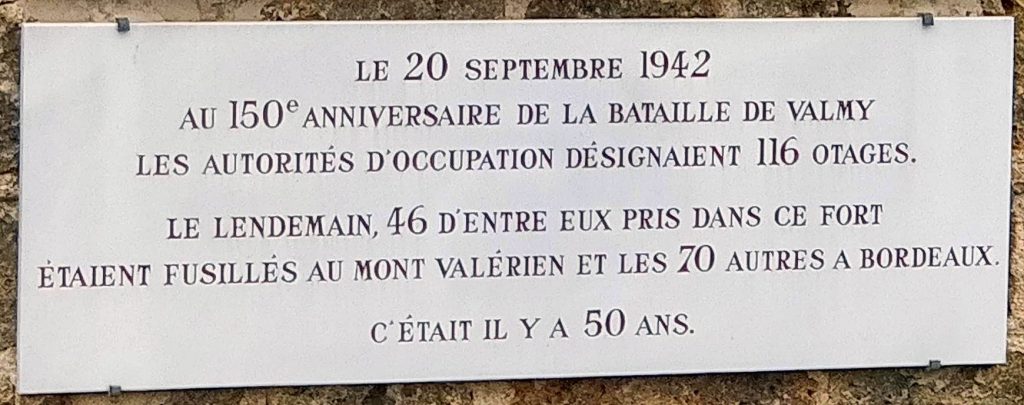 LE 20 SEPTEMBRE 1942
AU 150e ANNIVERSAIRE DE LA BATAILLE DE VALMY
LES AUTORITÉS D'OCCUPATION DÉSIGNAIENT 116 OTAGES.
LE LENDEMAIN, 46 D'ENTRE EUX PRIS DANS CE FORT
ÉTAIENT FUSILLÉS AU MONT VALÉRIEN ET LES 70 AUTRES A BORDEAUX.
C'ÉTAIT IL Y A 50 ANS.